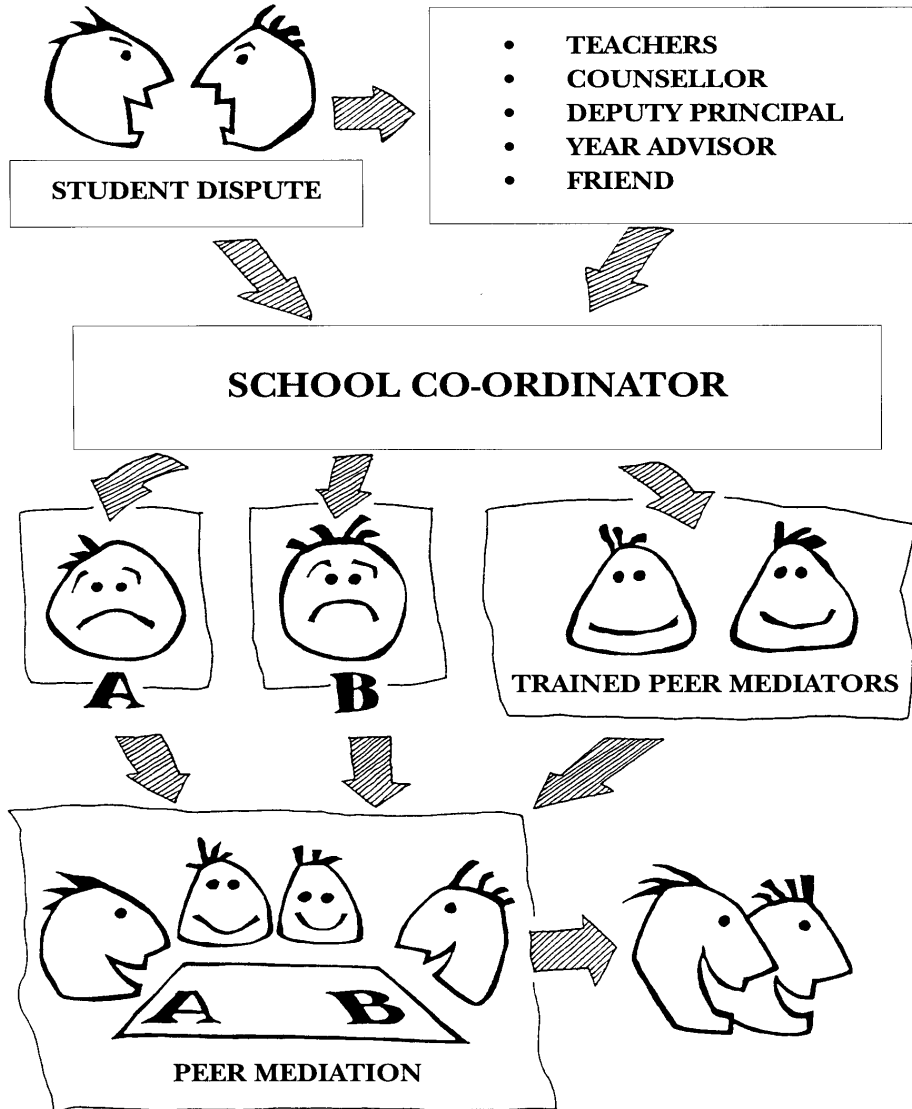 STUDENT DISPUTE
• TEACHERS
• COUNSELLOR
• DEPUTY PRINCIPAL
• YEAR ADVISOR
• FRIEND
SCHOOL CO-ORDINATOR
A
B
TRAINED PEER MEDIATORS
A B
PEER MEDIATION